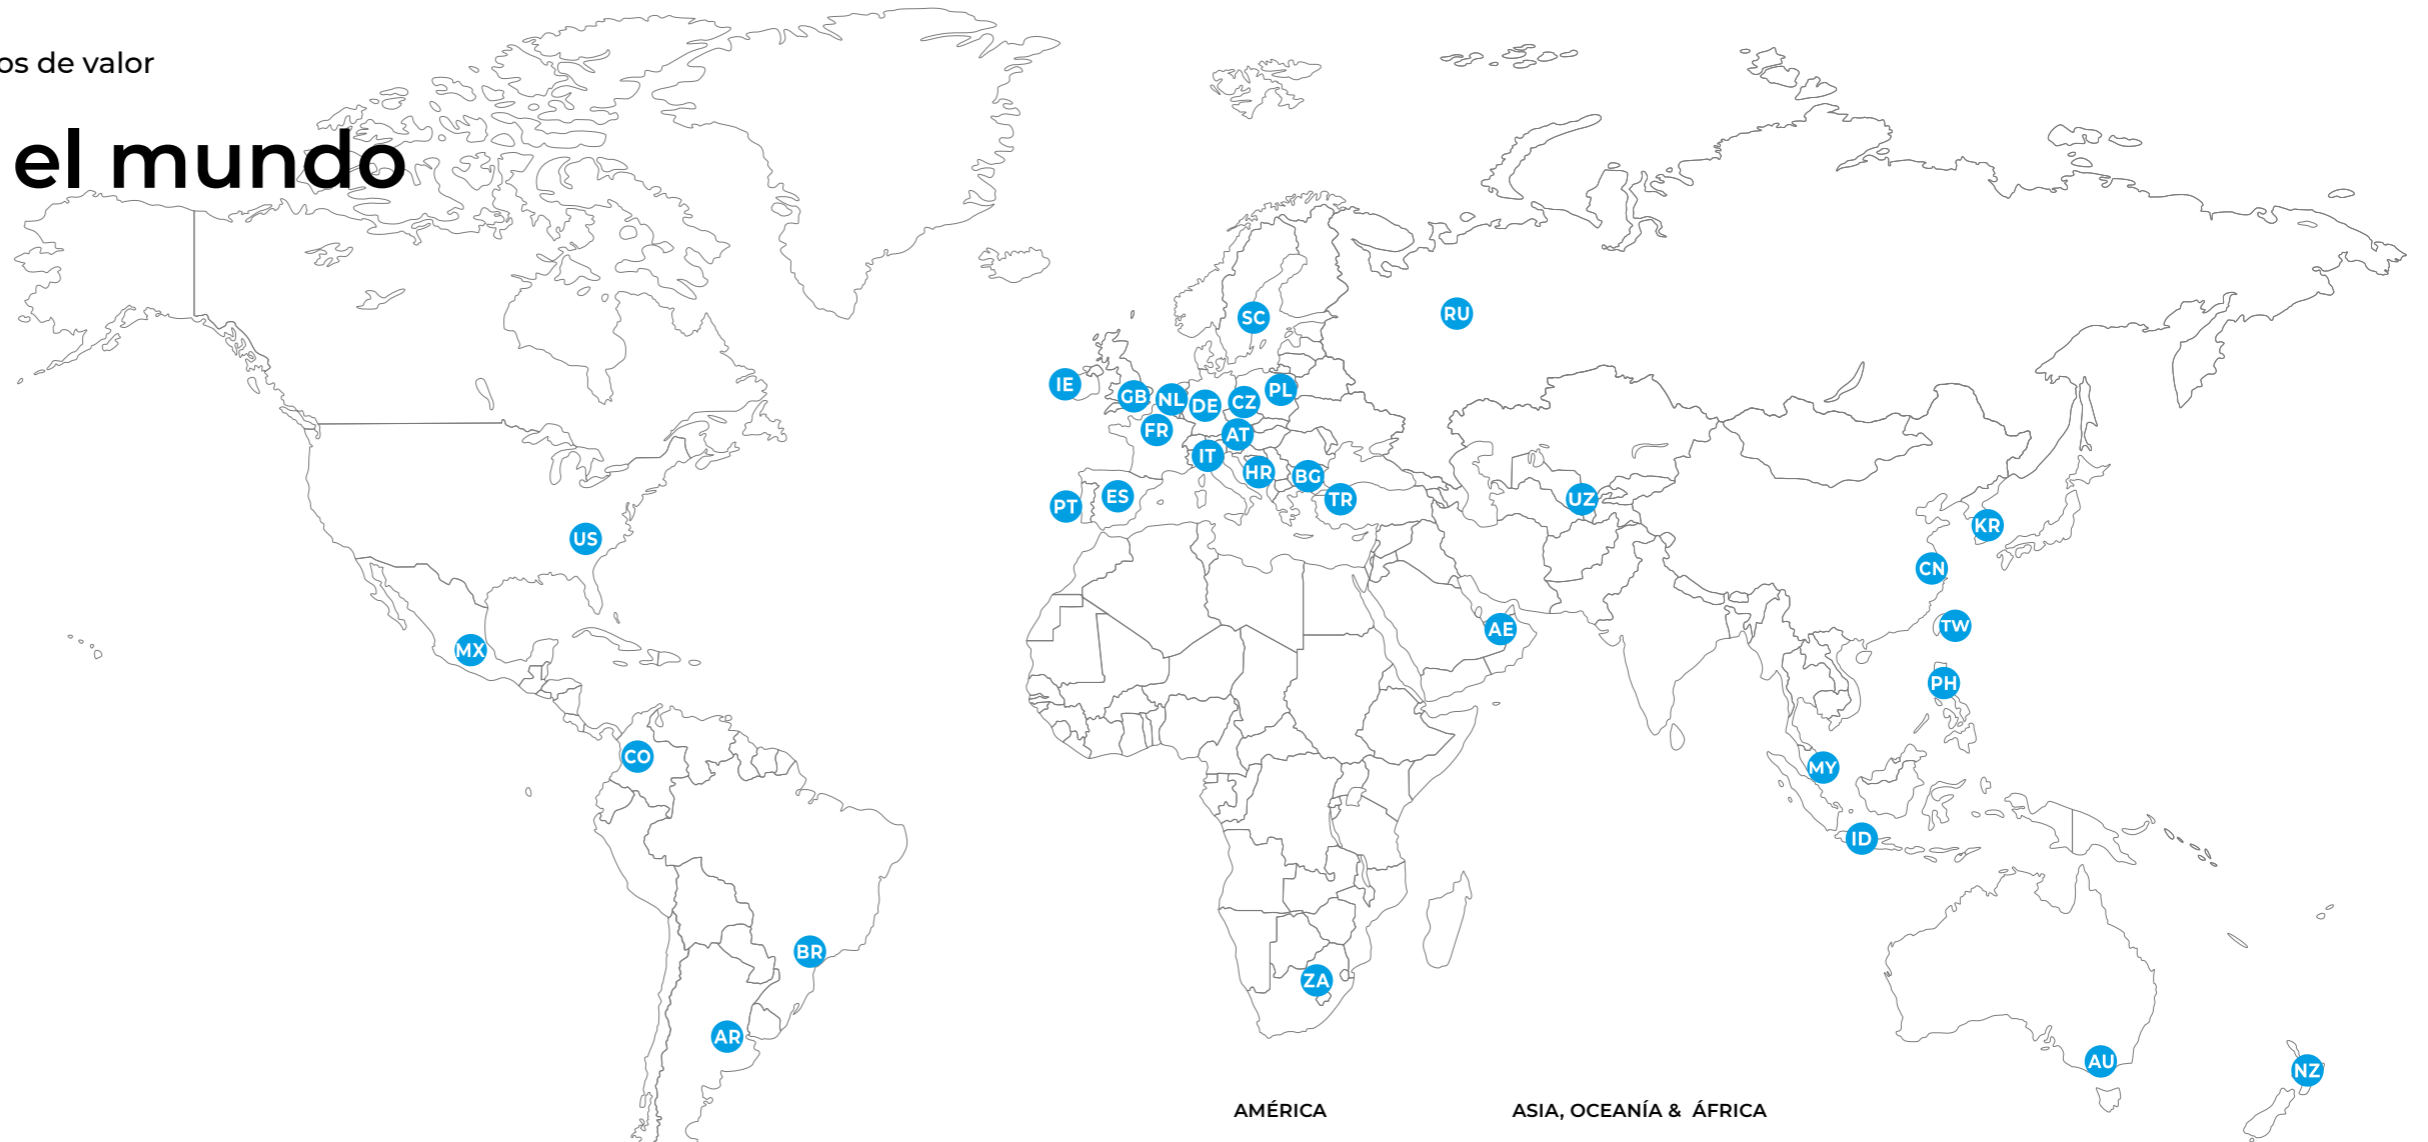 os de valor
el mundo
SC
RU
IE
GB
NL
DE
CZ
PL
FR
AT
IT
HR
BG
PT
ES
TR
UZ
US
KR
CN
MX
AE
TW
PH
CO
MY
ID
BR
ZA
AR
AU
NZ
AMÉRICA
ASIA, OCEANÍA & ÁFRICA